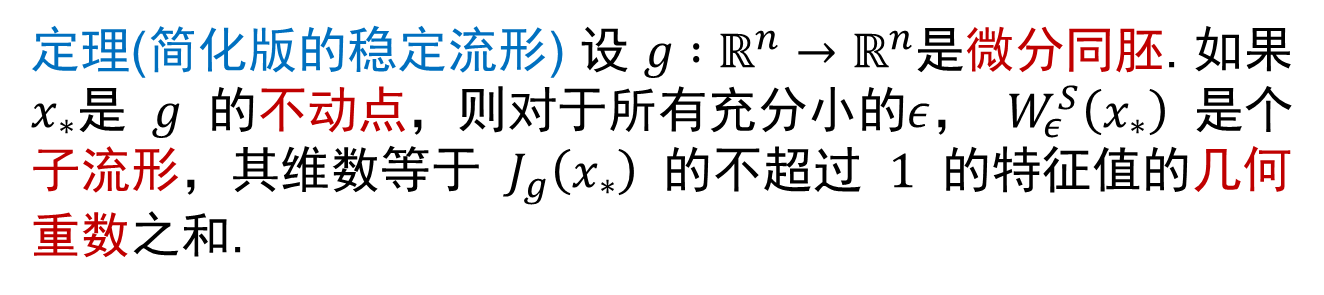 定理(简化版的稳定流形) 设 𝑔 : ℝⁿ → ℝⁿ是微分同胚. 如果
𝑥∗是 𝑔 的不动点，则对于所有充分小的𝜖， 𝑊_𝜖^𝑆(𝑥∗) 是个
子流形，其维数等于 𝐽_𝑔(𝑥∗) 的不超过 1 的特征值的几何
重数之和.